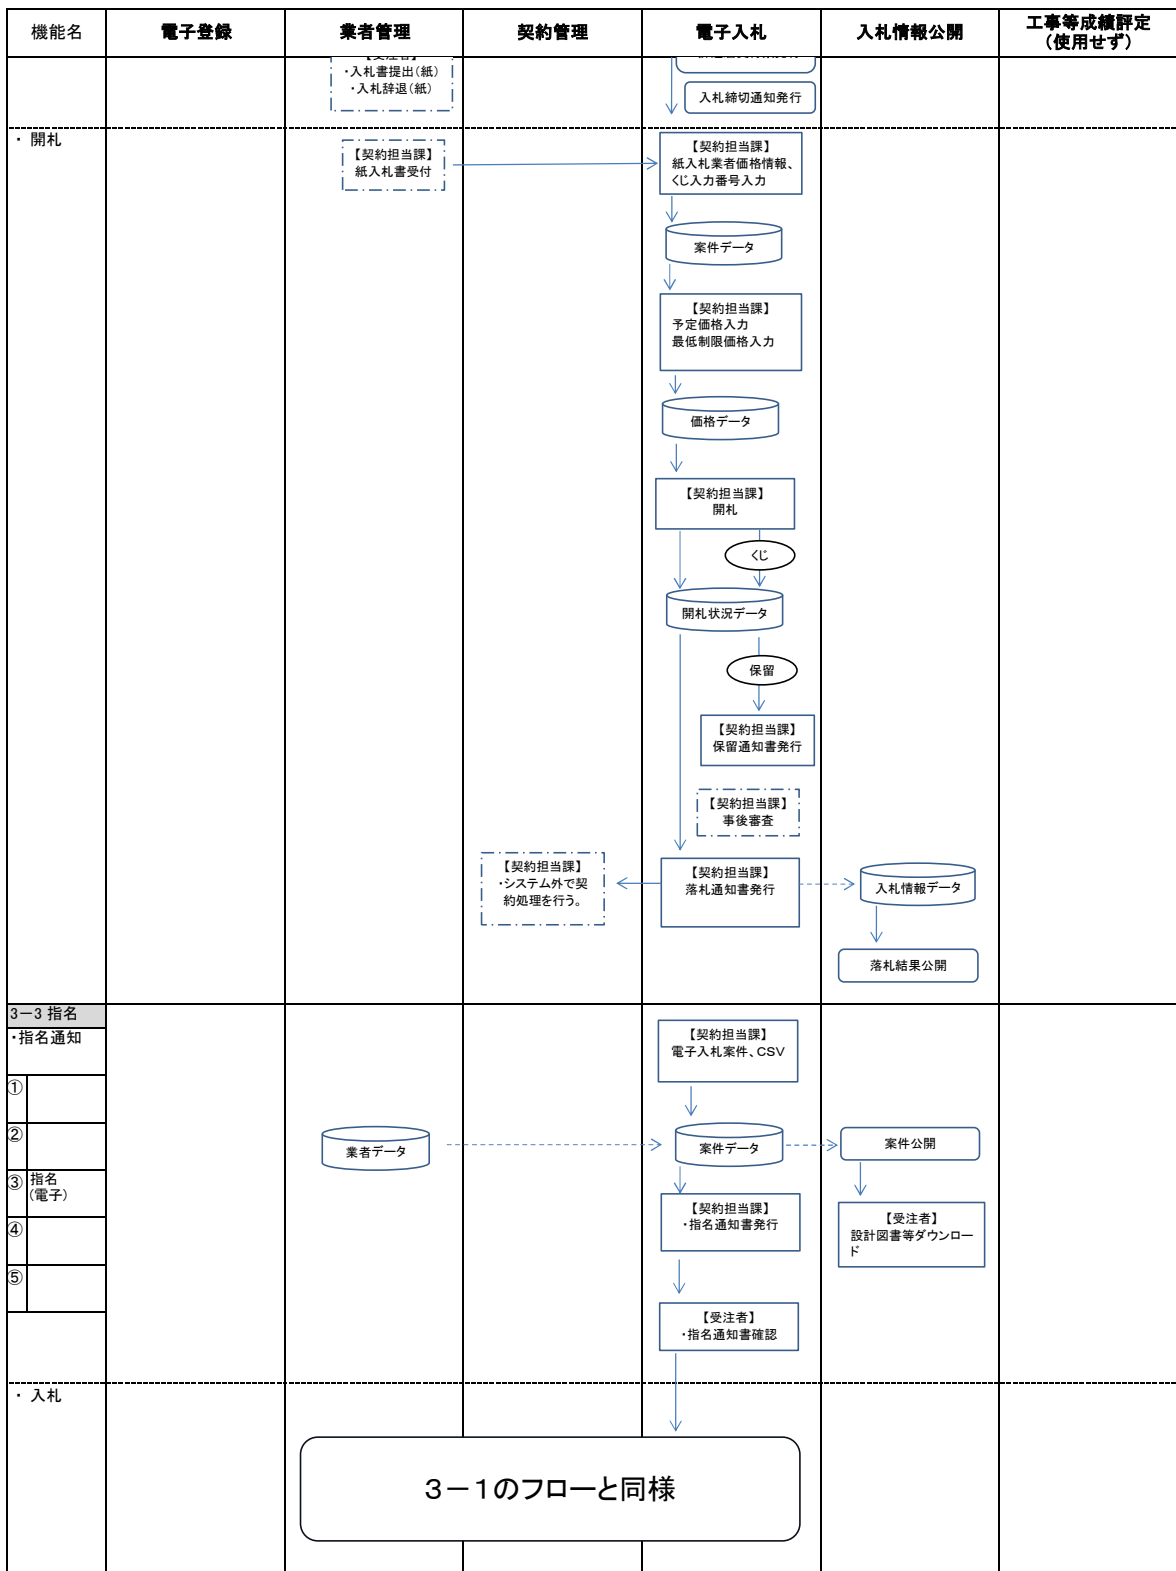 機能名
電子登録
業者管理
契約管理
電子入札
入札情報公開
工事等成績評定
(使用せず)
・入札書提出(紙)
・入札辞退(紙)
入札締切通知発行
・ 開札
【契約担当課】
紙入札書受付
【契約担当課】
紙入札業者価格情報、
くじ入力番号入力
案件データ
【契約担当課】
予定価格入力
最低制限価格入力
価格データ
【契約担当課】
開札
くじ
開札状況データ
保留
【契約担当課】
保留通知書発行
【契約担当課】
事後審査
【契約担当課】
・システム外で契
約処理を行う。
【契約担当課】
落札通知書発行
入札情報データ
落札結果公開
3-3 指名
・指名通知
①
②
③ 指名
(電子)
④
⑤
【契約担当課】
電子入札案件、CSV
業者データ
案件データ
案件公開
【契約担当課】
・指名通知書発行
【受注者】
設計図書等ダウンロー
ド
【受注者】
・指名通知書確認
・ 入札
3-1のフローと同様